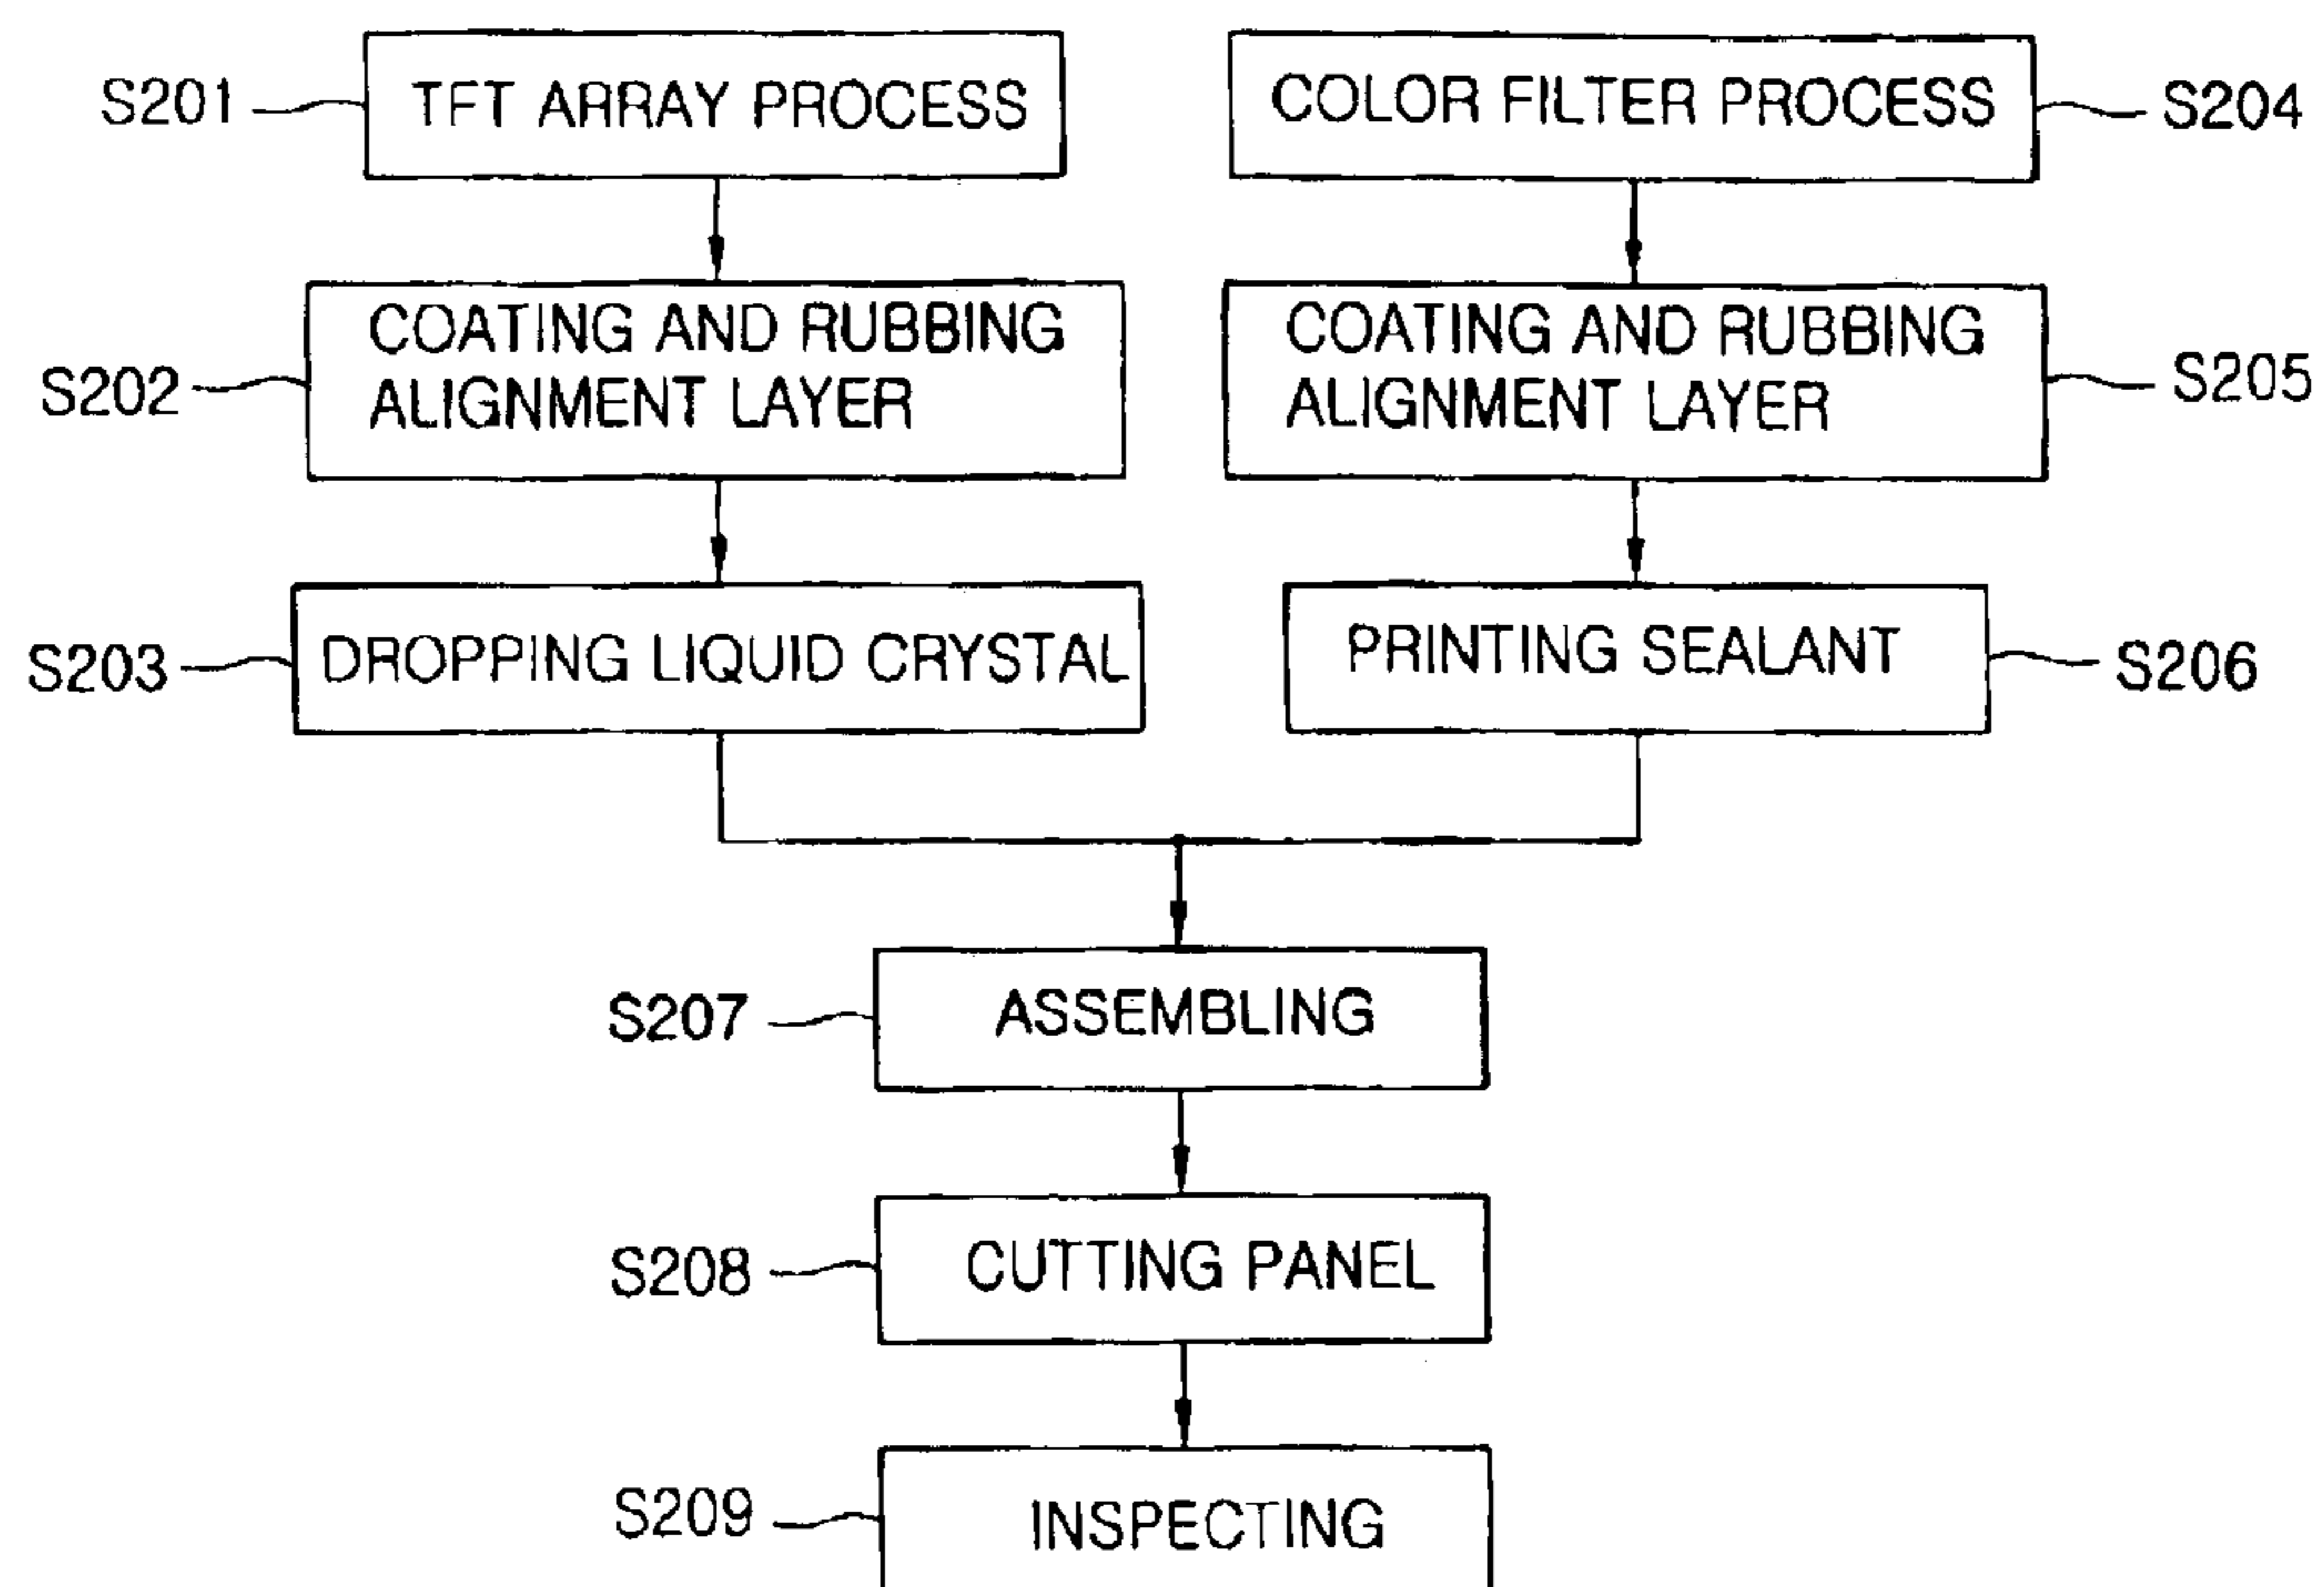 S201
TFT ARRAY PROCESS
COLOR FILTER PROCESS
S204
S202
COATING AND RUBBING
ALIGNMENT LAYER
COATING AND RUBBING
ALIGNMENT LAYER
S205
S203
DROPPING LIQUID CRYSTAL
PRINTING SEALANT
S206
S207
ASSEMBLING
S208
CUTTING PANEL
S209
INSPECTING